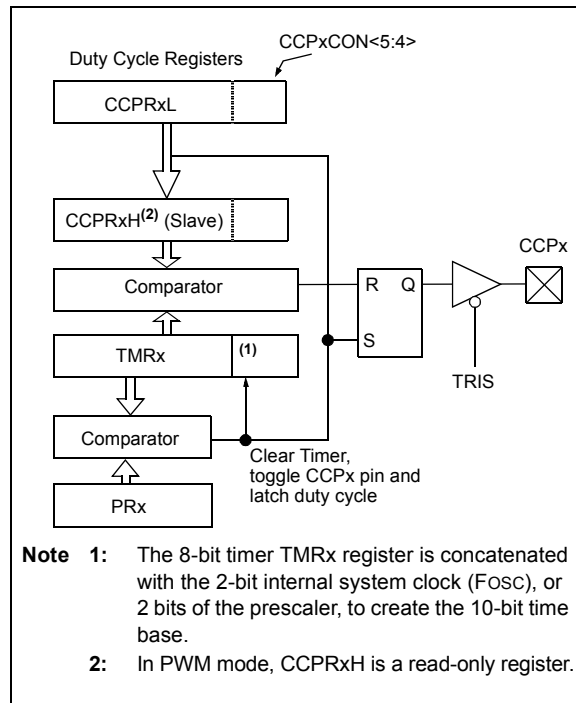 CCPxCON<5:4>
Duty Cycle Registers
CCPRxL
CCPRxH(2) (Slave)
CCPx
Comparator
R Q
TMRx
(1)
S
TRIS
Comparator
Clear Timer,
toggle CCPx pin and
latch duty cycle
PRx
Note 1: The 8-bit timer TMRx register is concatenated
with the 2-bit internal system clock (FOSC), or
2 bits of the prescaler, to create the 10-bit time
base.
2: In PWM mode, CCPRxH is a read-only register.